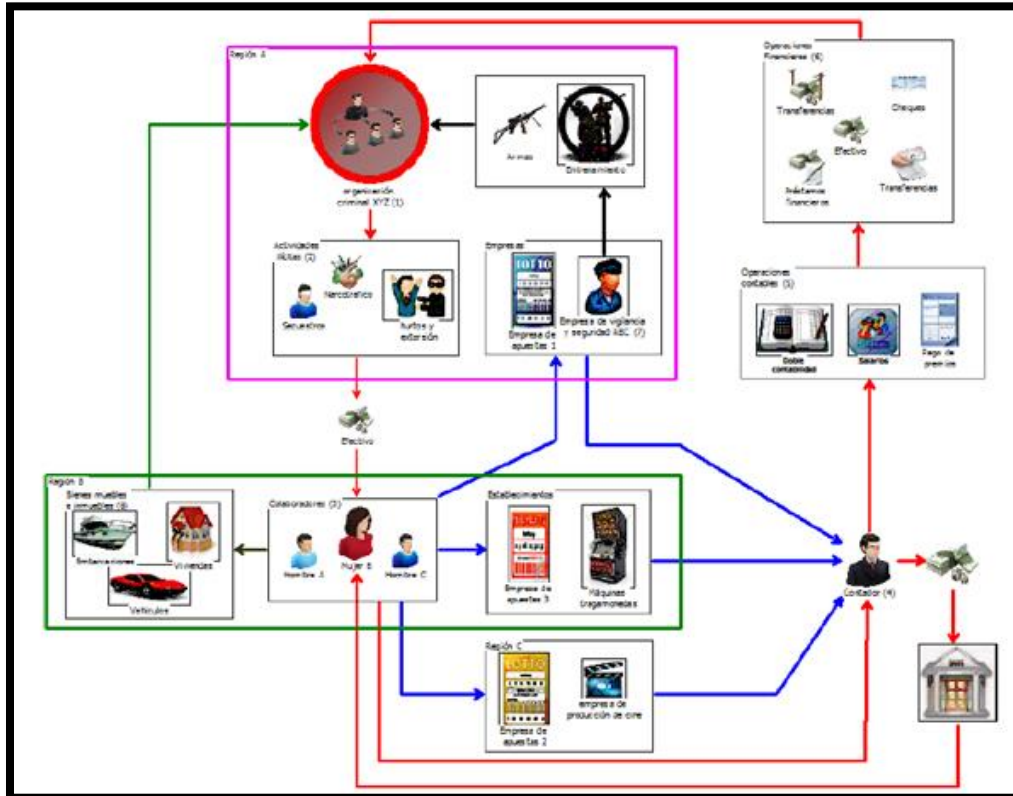 Región A
organización
criminal XYZ (1)
Armas
Entrenamiento
Operaciones
financieras (6)
Transferencias
Cheques
Efectivo
Préstamos
financieros
Transferencias
Actividades
ilícitas (2)
Narcotráfico
Secuestros
hurtos y
extorsión
Empresas
LOTTO
Empresa de
apuestas 1
Empresa de vigilancia
y seguridad ABC (7)
Operaciones
contables (5)
Doble
contabilidad
Salarios
Pago de
premios
Efectivo
Región B
Bienes muebles
e inmuebles (8)
Embarcaciones
Viviendas
Vehículos
Colaboradores (3)
Hombre A
Mujer B
Hombre C
Establecimientos
Empresa de
apuestas 3
Máquinas
tragamonedas
Contador (4)
Región C
LOTTO
Empresa de
apuestas 2
empresa de
producción de cine